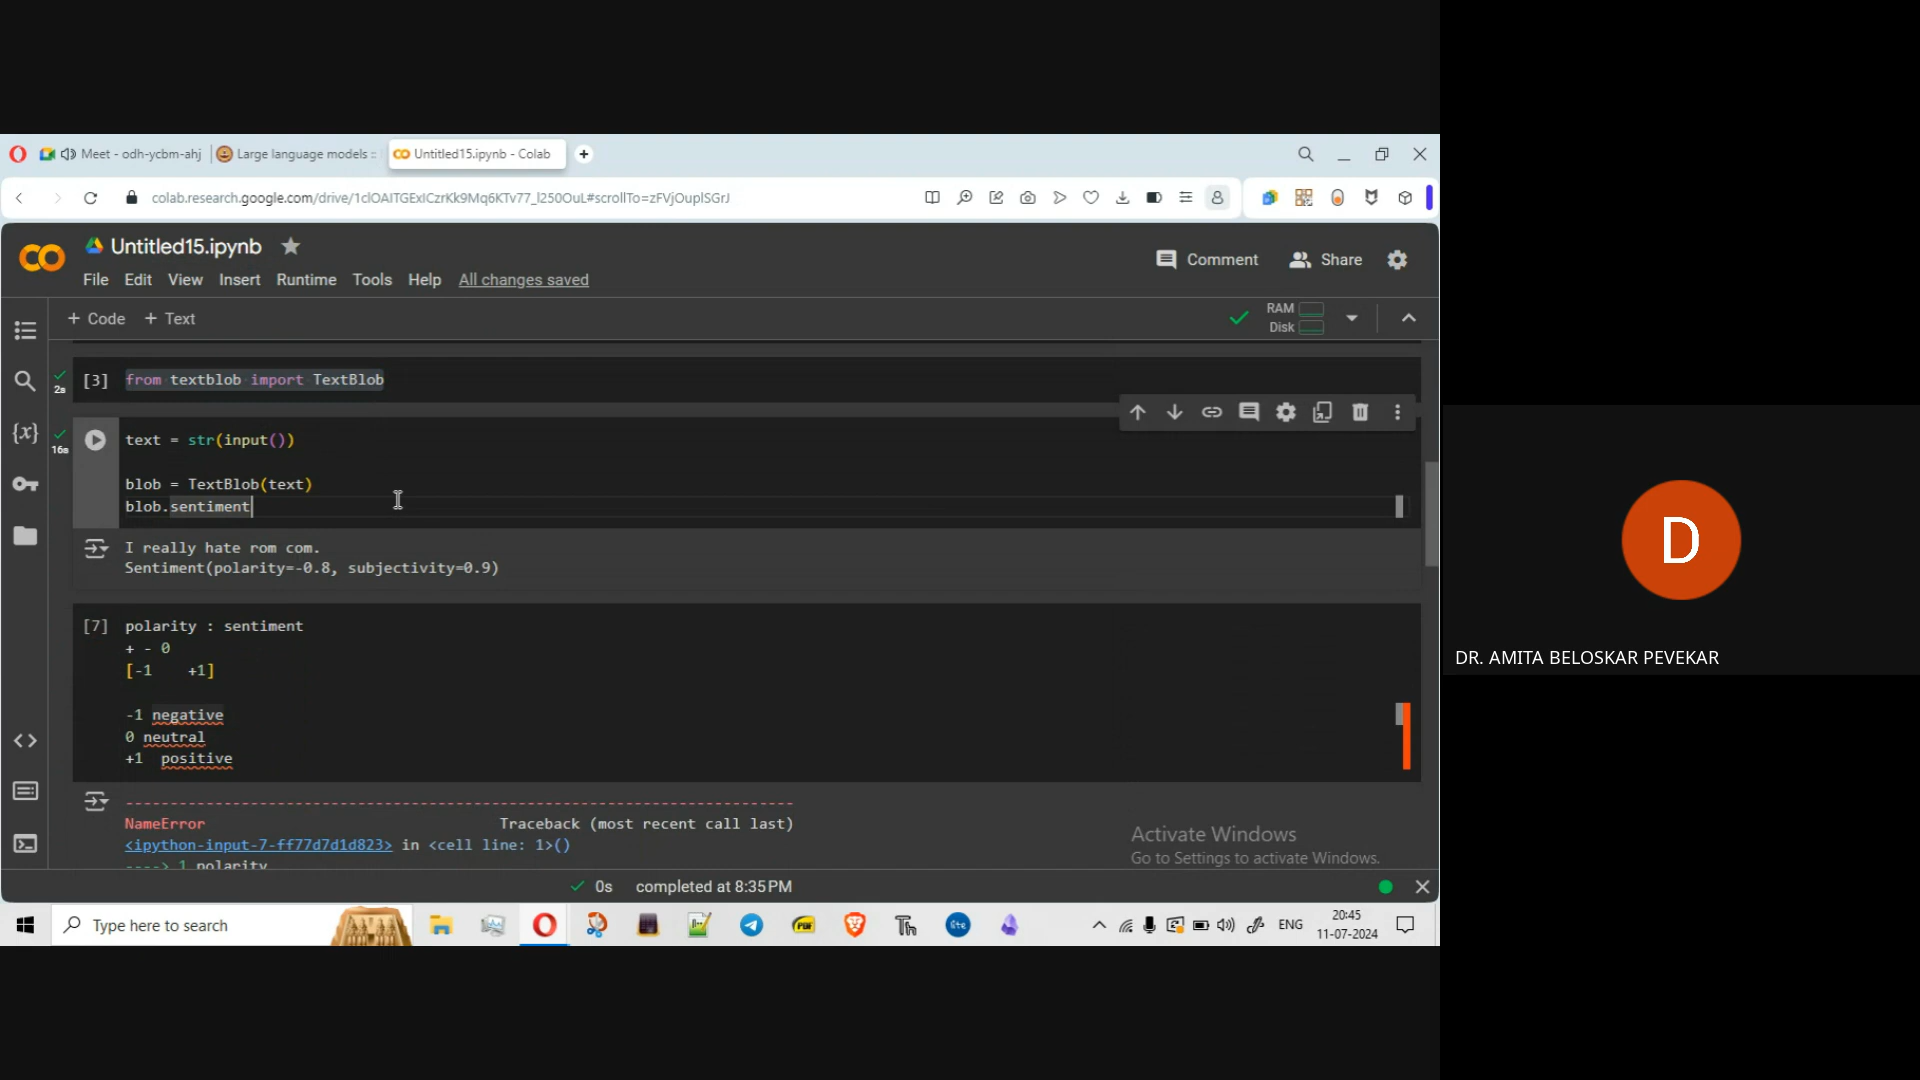 Meet - odh-ycbm-ahj
Large language models ::
Untitled15.ipynb - Colab
colab.research.google.com/drive/1clOAITGExICzrKk9Mq6KTv77_l250OuL#scrollTo=zFVjOuplSGrJ
Untitled15.ipynb
File Edit View Insert Runtime Tools Help All changes saved
Comment Share
+ Code + Text
RAM
Disk
2s
[3] from textblob import TextBlob
16s
text = str(input())
blob = TextBlob(text)
blob.sentiment
I really hate rom com.
Sentiment(polarity=-0.8, subjectivity=0.9)
[7] polarity : sentiment
+ - 0
[-1 +1]
-1 negative
0 neutral
+1 positive
NameError Traceback (most recent call last)
<ipython-input-7-ff77d7d1d823> in <cell line: 1>()
----> 1 polarity
Activate Windows
Go to Settings to activate Windows.
0s completed at 8:35 PM
Type here to search
ENG
20:45
11-07-2024
D
DR. AMITA BELOSKAR PEVEKAR